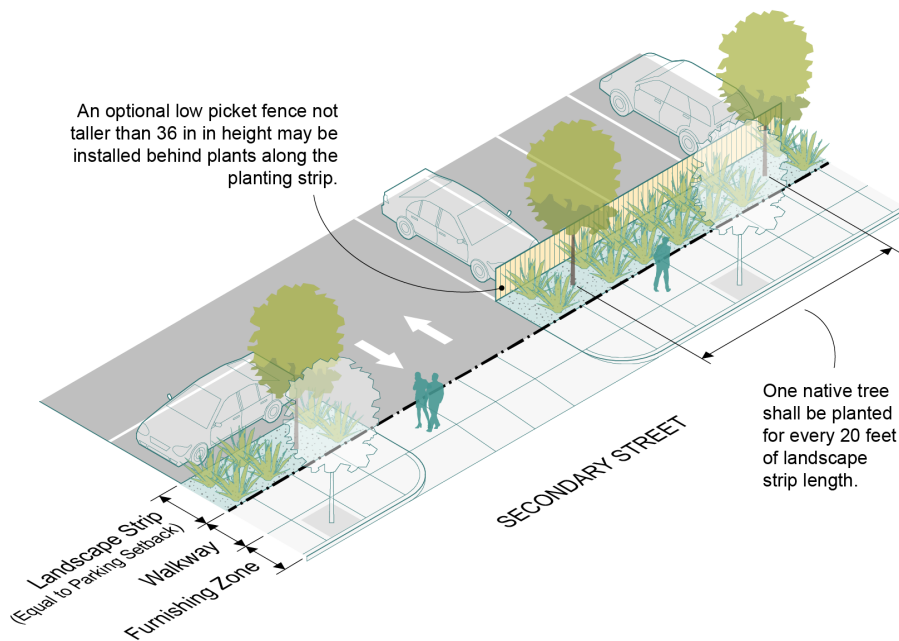 An optional low picket fence not
taller than 36 in in height may be
installed behind plants along the
planting strip.
One native tree
shall be planted
for every 20 feet
of landscape
strip length.
SECONDARY STREET
Landscape Strip
(Equal to Parking Setback)
Walkway
Furnishing Zone